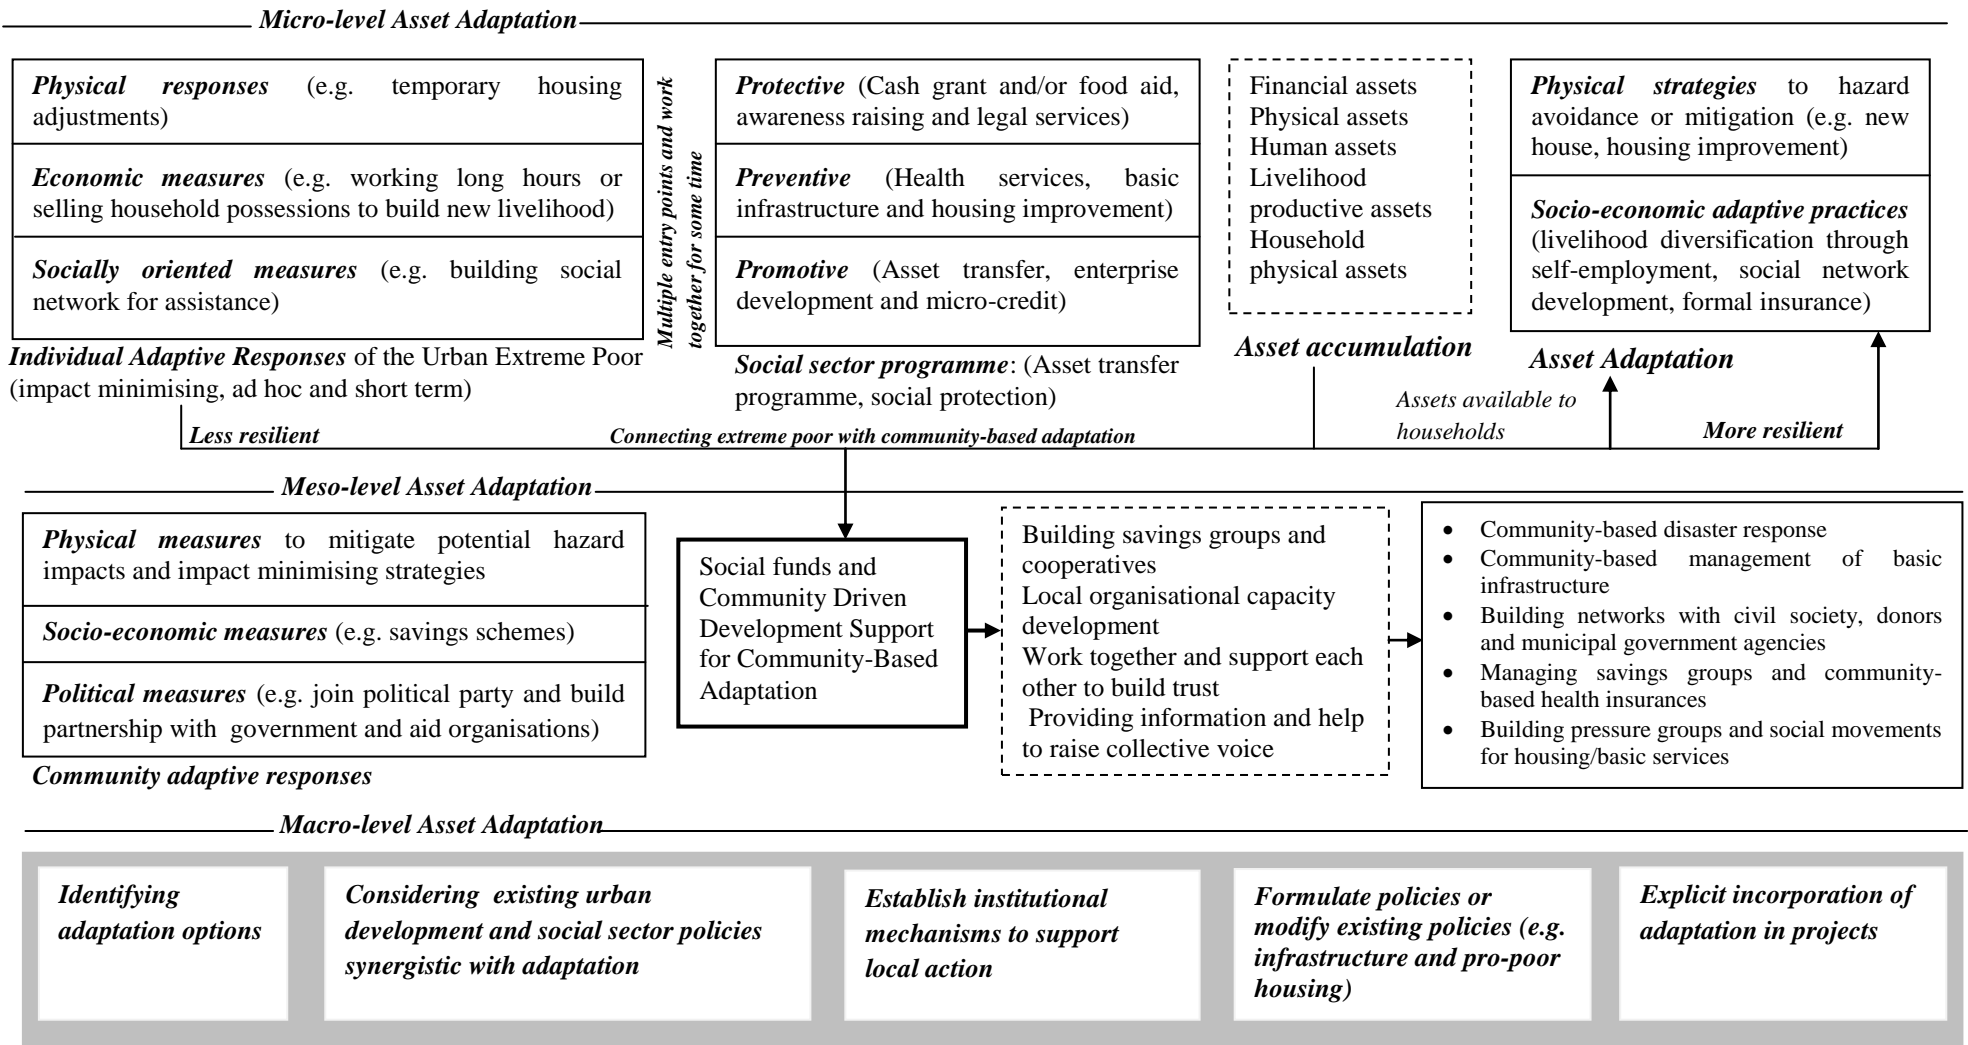 Micro-level Asset Adaptation
Physical responses (e.g. temporary housing
adjustments)
Economic measures (e.g. working long hours or
selling household possessions to build new livelihood)
Socially oriented measures (e.g. building social
network for assistance)
Individual Adaptive Responses of the Urban Extreme Poor
(impact minimising, ad hoc and short term)
Multiple entry points and work
together for some time
Protective (Cash grant and/or food aid,
awareness raising and legal services)
Preventive (Health services, basic
infrastructure and housing improvement)
Promotive (Asset transfer, enterprise
development and micro-credit)
Social sector programme: (Asset transfer
programme, social protection)
Financial assets
Physical assets
Human assets
Livelihood
productive assets
Household
physical assets
Asset accumulation
Physical strategies to hazard
avoidance or mitigation (e.g. new
house, housing improvement)
Socio-economic adaptive practices
(livelihood diversification through
self-employment, social network
development, formal insurance)
Asset Adaptation
Less resilient
Connecting extreme poor with community-based adaptation
Assets available to
households
More resilient
Meso-level Asset Adaptation
Physical measures to mitigate potential hazard
impacts and impact minimising strategies
Socio-economic measures (e.g. savings schemes)
Political measures (e.g. join political party and build
partnership with government and aid organisations)
Community adaptive responses
Social funds and
Community Driven
Development Support
for Community-Based
Adaptation
Building savings groups and
cooperatives
Local organisational capacity
development
Work together and support each
other to build trust
Providing information and help
to raise collective voice
• Community-based disaster response
• Community-based management of basic
infrastructure
• Building networks with civil society, donors
and municipal government agencies
• Managing savings groups and community-
based health insurances
• Building pressure groups and social movements
for housing/basic services
Macro-level Asset Adaptation
Identifying
adaptation options
Considering existing urban
development and social sector policies
synergistic with adaptation
Establish institutional
mechanisms to support
local action
Formulate policies or
modify existing policies (e.g.
infrastructure and pro-poor
housing)
Explicit incorporation of
adaptation in projects